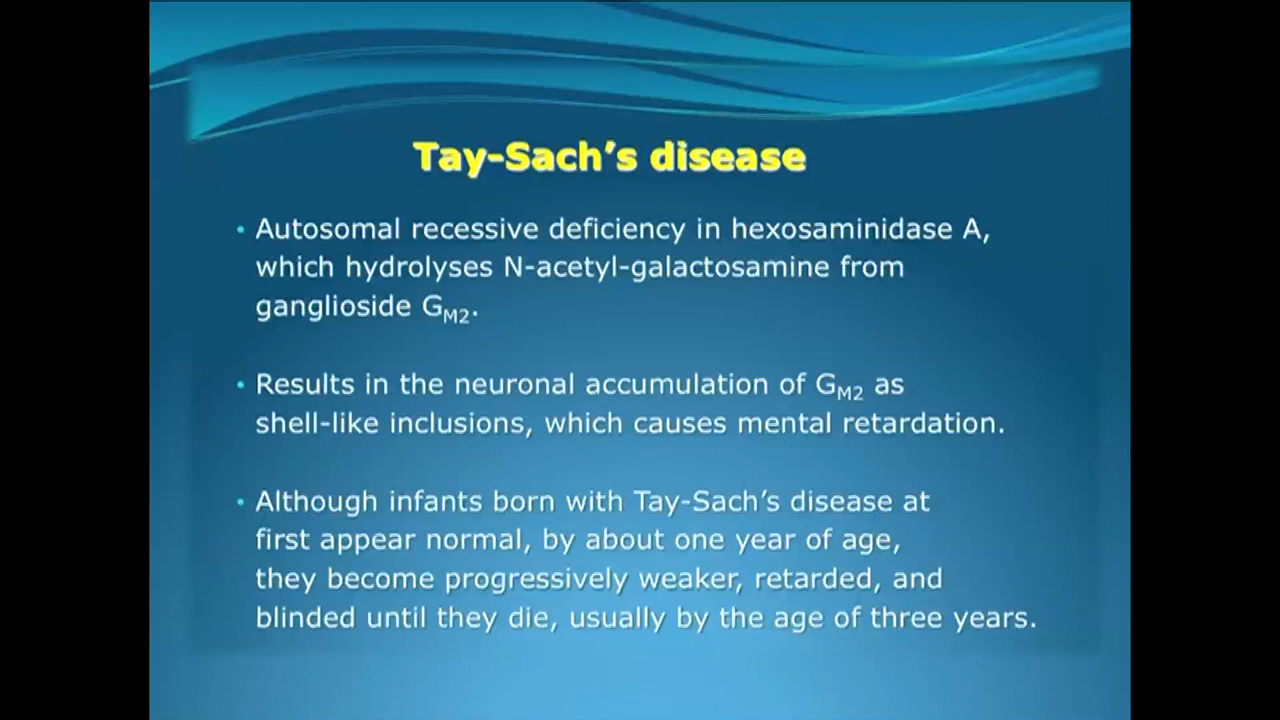 Tay-Sach’s disease
• Autosomal recessive deficiency in hexosaminidase A,
which hydrolyses N-acetyl-galactosamine from
ganglioside GM2.
• Results in the neuronal accumulation of GM2 as
shell-like inclusions, which causes mental retardation.
• Although infants born with Tay-Sach’s disease at
first appear normal, by about one year of age,
they become progressively weaker, retarded, and
blinded until they die, usually by the age of three years.